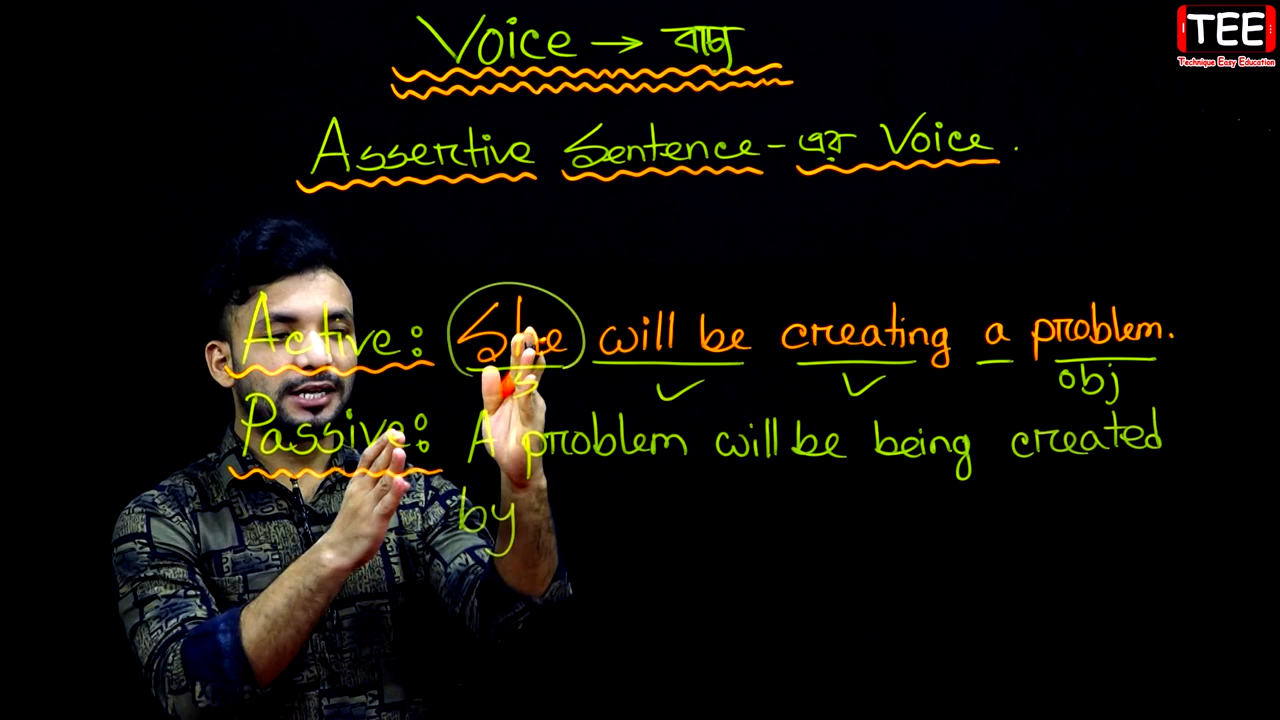 Voice → বাচ্য
TEE
Technique Easy Education
Assertive Sentence-এর Voice.
Active: She will be creating a problem.
S ✓ ✓ obj
Passive: A problem will be being created
by